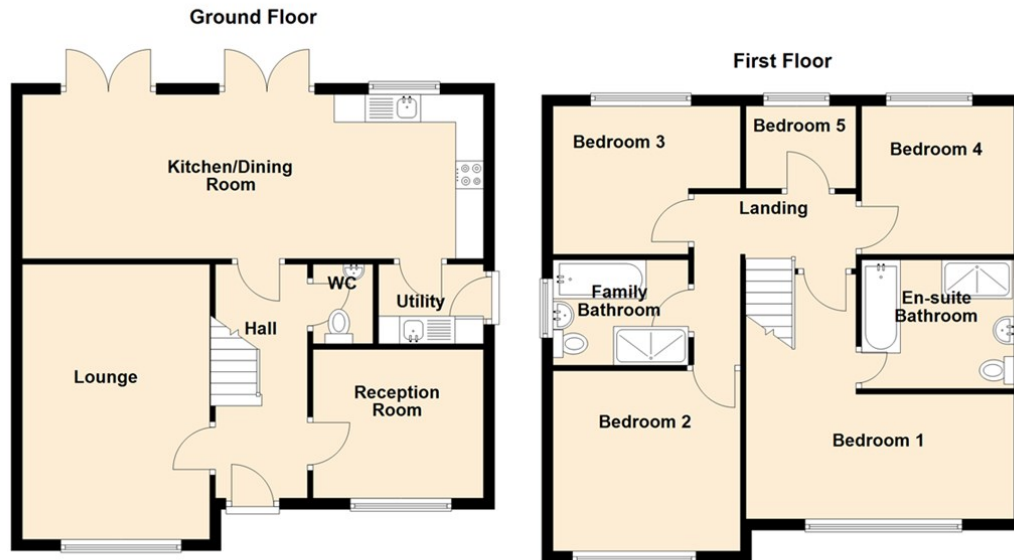 Ground Floor
Kitchen/Dining
Room
WC
Utility
Hall
Lounge
Reception
Room
First Floor
Bedroom 3
Bedroom 5
Bedroom 4
Landing
Family
Bathroom
En-suite
Bathroom
Bedroom 2
Bedroom 1